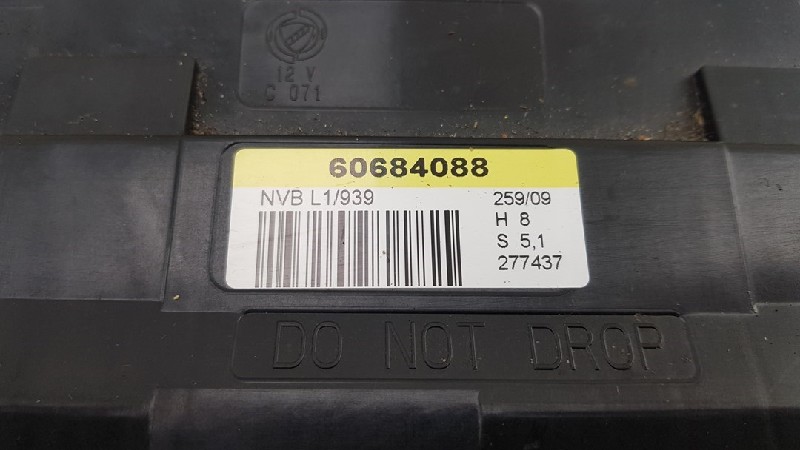 12 V
C 071
60684088
NVB L1/939 259/09
H 8
S 5,1
277437
DO NOT DROP